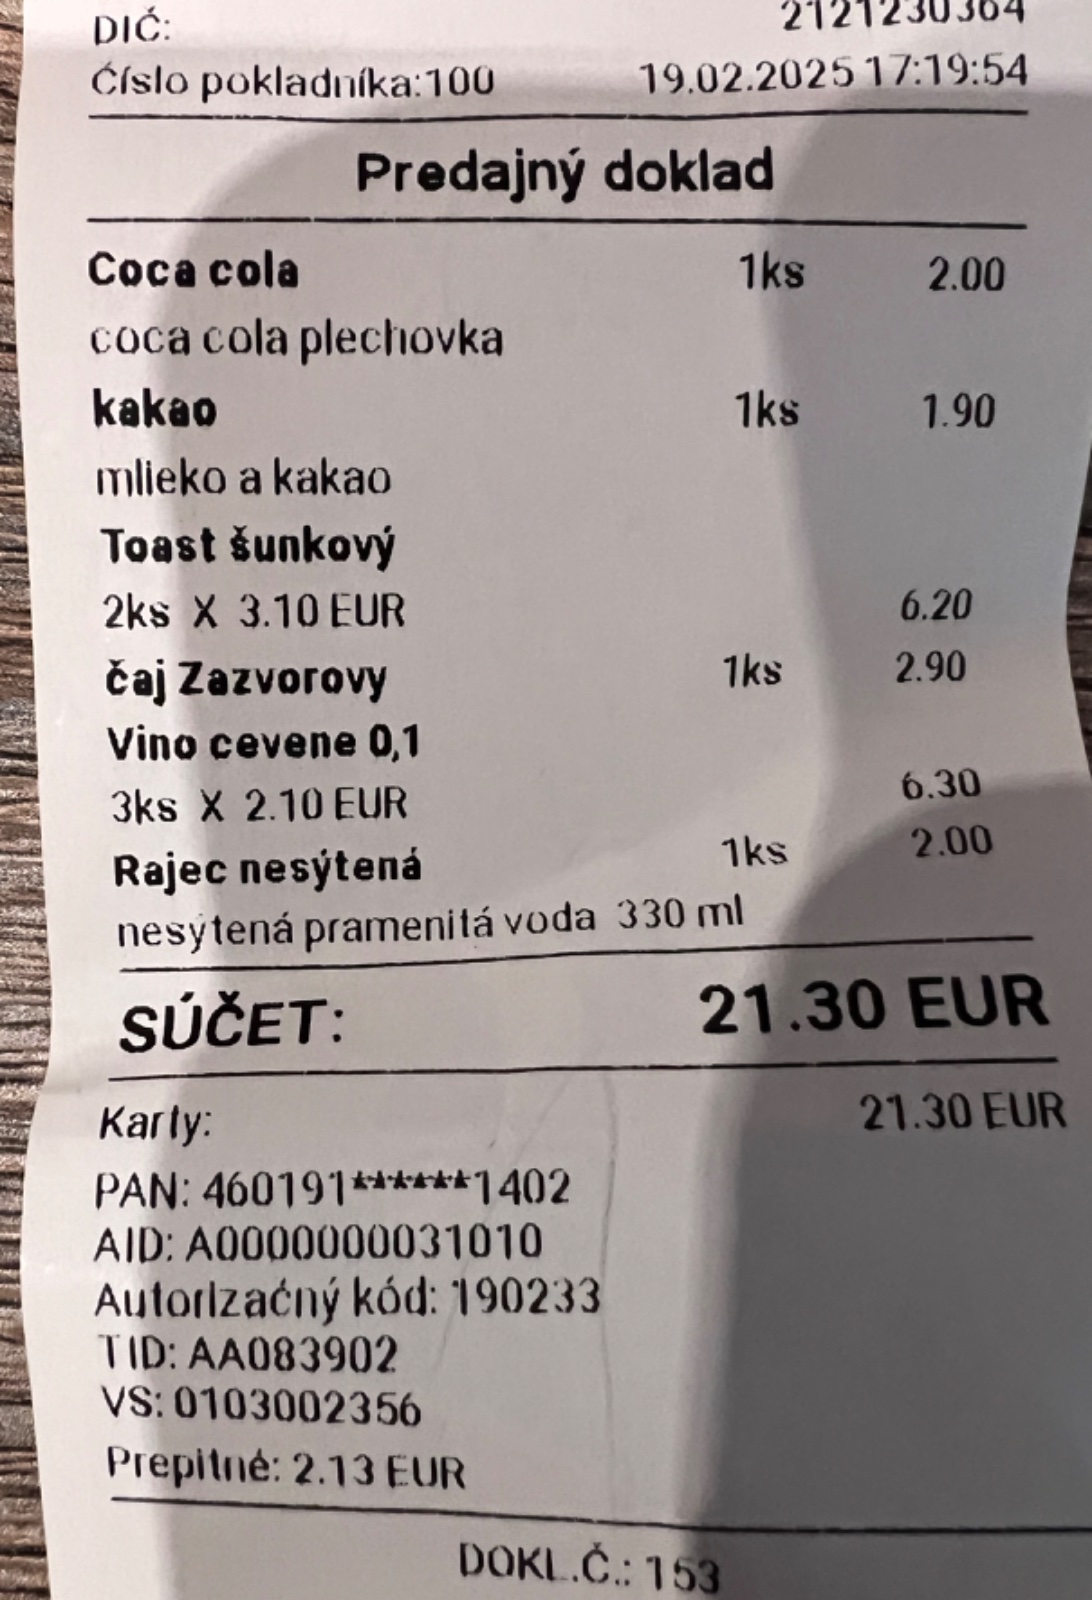 DIČ: 2121230364
Číslo pokladníka:100 19.02.2025 17:19:54
Predajný doklad
Coca cola 1ks 2.00
coca cola plechovka
kakao 1ks 1.90
mlieko a kakao
Toast šunkový
2ks X 3.10 EUR 6.20
čaj Zazvorovy 1ks 2.90
Vino cevene 0,1
3ks X 2.10 EUR 6.30
Rajec nesýtená 1ks 2.00
nesýtená pramenitá voda 330 ml
SÚČET: 21.30 EUR
Karty: 21.30 EUR
PAN: 460191******1402
AID: A0000000031010
Autorizačný kód: 190233
TID: AA083902
VS: 0103002356
Prepitné: 2.13 EUR
DOKL.Č.: 153